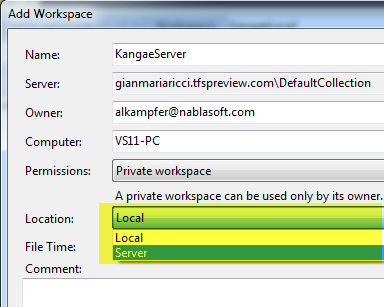 Add Workspace
Name: KangaeServer
Server: gianmariaricci.tfspreview.com\DefaultCollection
Owner: alkampfer@nablasoft.com
Computer: VS11-PC
Permissions: Private workspace
A private workspace can be used only by its owner.
Location: Local
Local
File Time:
Server
Comment: